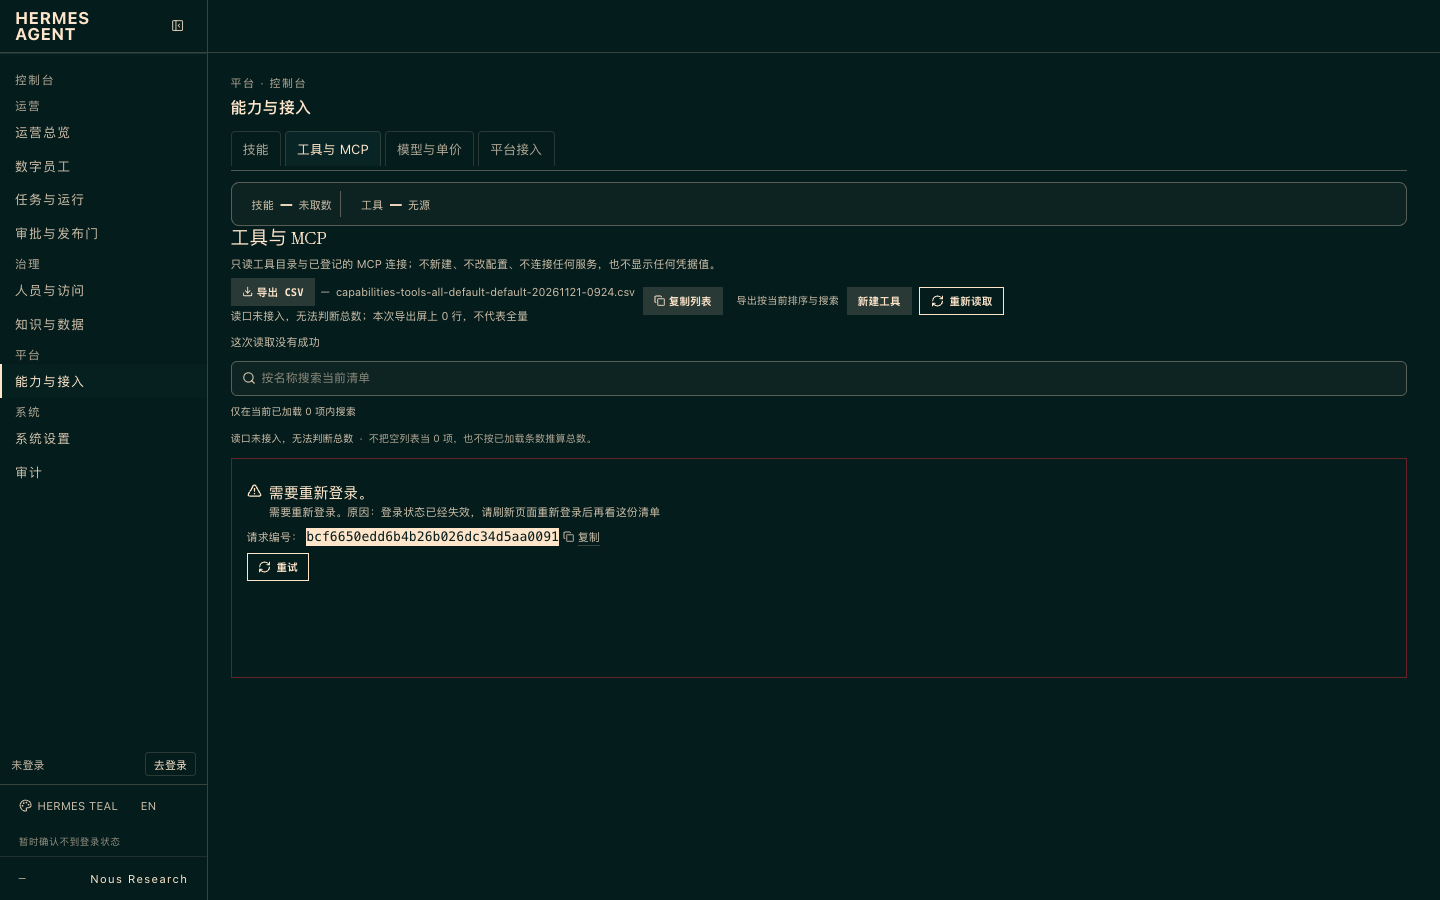 HERMES
AGENT
控制台
运营
运营总览
数字员工
任务与运行
审批与发布门
治理
人员与访问
知识与数据
平台
能力与接入
系统
系统设置
审计
未登录
去登录
HERMES TEAL
EN
暂时确认不到登录状态
—
Nous Research
平台 · 控制台
能力与接入
技能
工具与 MCP
模型与单价
平台接入
技能 — 未取数
工具 — 无源
工具与 MCP
只读工具目录与已登记的 MCP 连接；不新建、不改配置、不连接任何服务，也不显示任何凭据值。
导出 CSV — capabilities-tools-all-default-default-20261121-0924.csv
复制列表
导出按当前排序与搜索
新建工具
重新读取
读口未接入，无法判断总数；本次导出屏上 0 行，不代表全量
这次读取没有成功
按名称搜索当前清单
仅在当前已加载 0 项内搜索
读口未接入，无法判断总数 · 不把空列表当 0 项，也不按已加载条数推算总数。
需要重新登录。
需要重新登录。原因：登录状态已经失效，请刷新页面重新登录后再看这份清单
请求编号： bcf6650edd6b4b26b026dc34d5aa0091 复制
重试